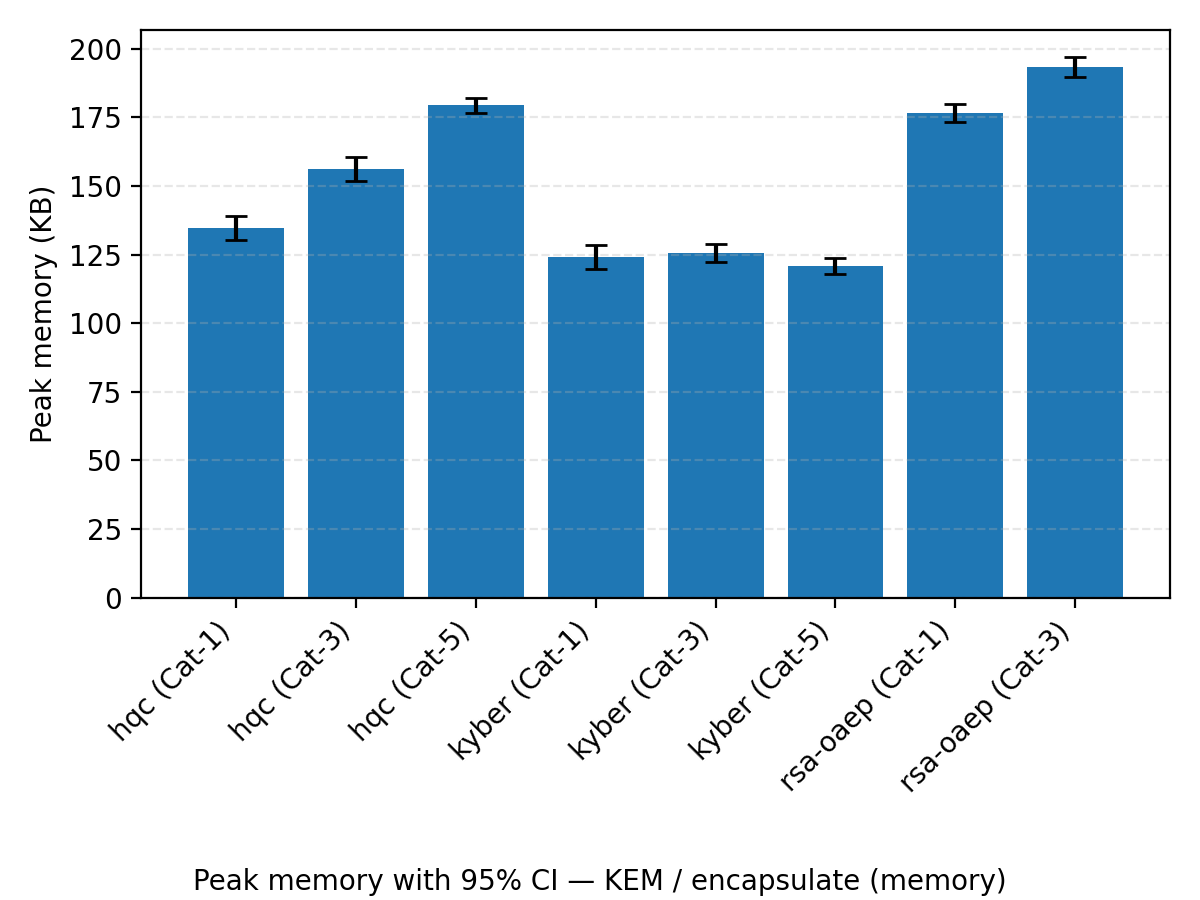 200
175
150
125
100
75
50
25
0
Peak memory (KB)
hqc (Cat-1)
hqc (Cat-3)
hqc (Cat-5)
kyber (Cat-1)
kyber (Cat-3)
kyber (Cat-5)
rsa-oaep (Cat-1)
rsa-oaep (Cat-3)
Peak memory with 95% CI — KEM / encapsulate (memory)